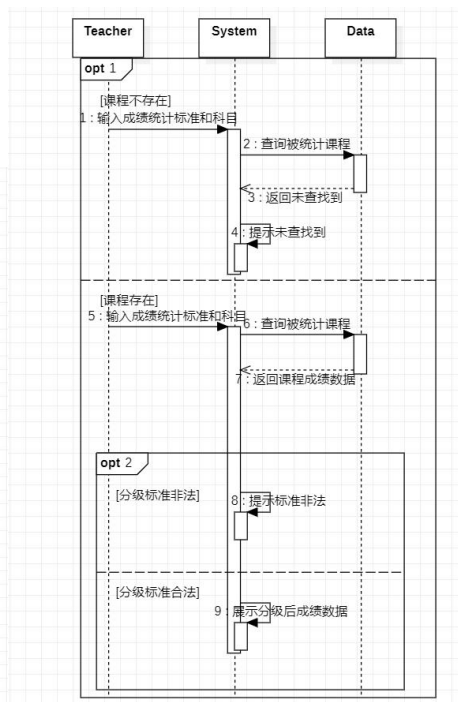 Teacher System Data
opt 1
[课程不存在]
1 : 输入成绩统计标准和科目
2 : 查询被统计课程
3 : 返回未查找到
4 : 提示未查找到
[课程存在]
5 : 输入成绩统计标准和科目
6 : 查询被统计课程
7 : 返回课程成绩数据
opt 2
[分级标准非法]
8 : 提示标准非法
[分级标准合法]
9 : 展示分级后成绩数据